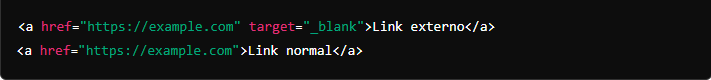 <a href="https://example.com" target="_blank">Link externo</a>
<a href="https://example.com">Link normal</a>